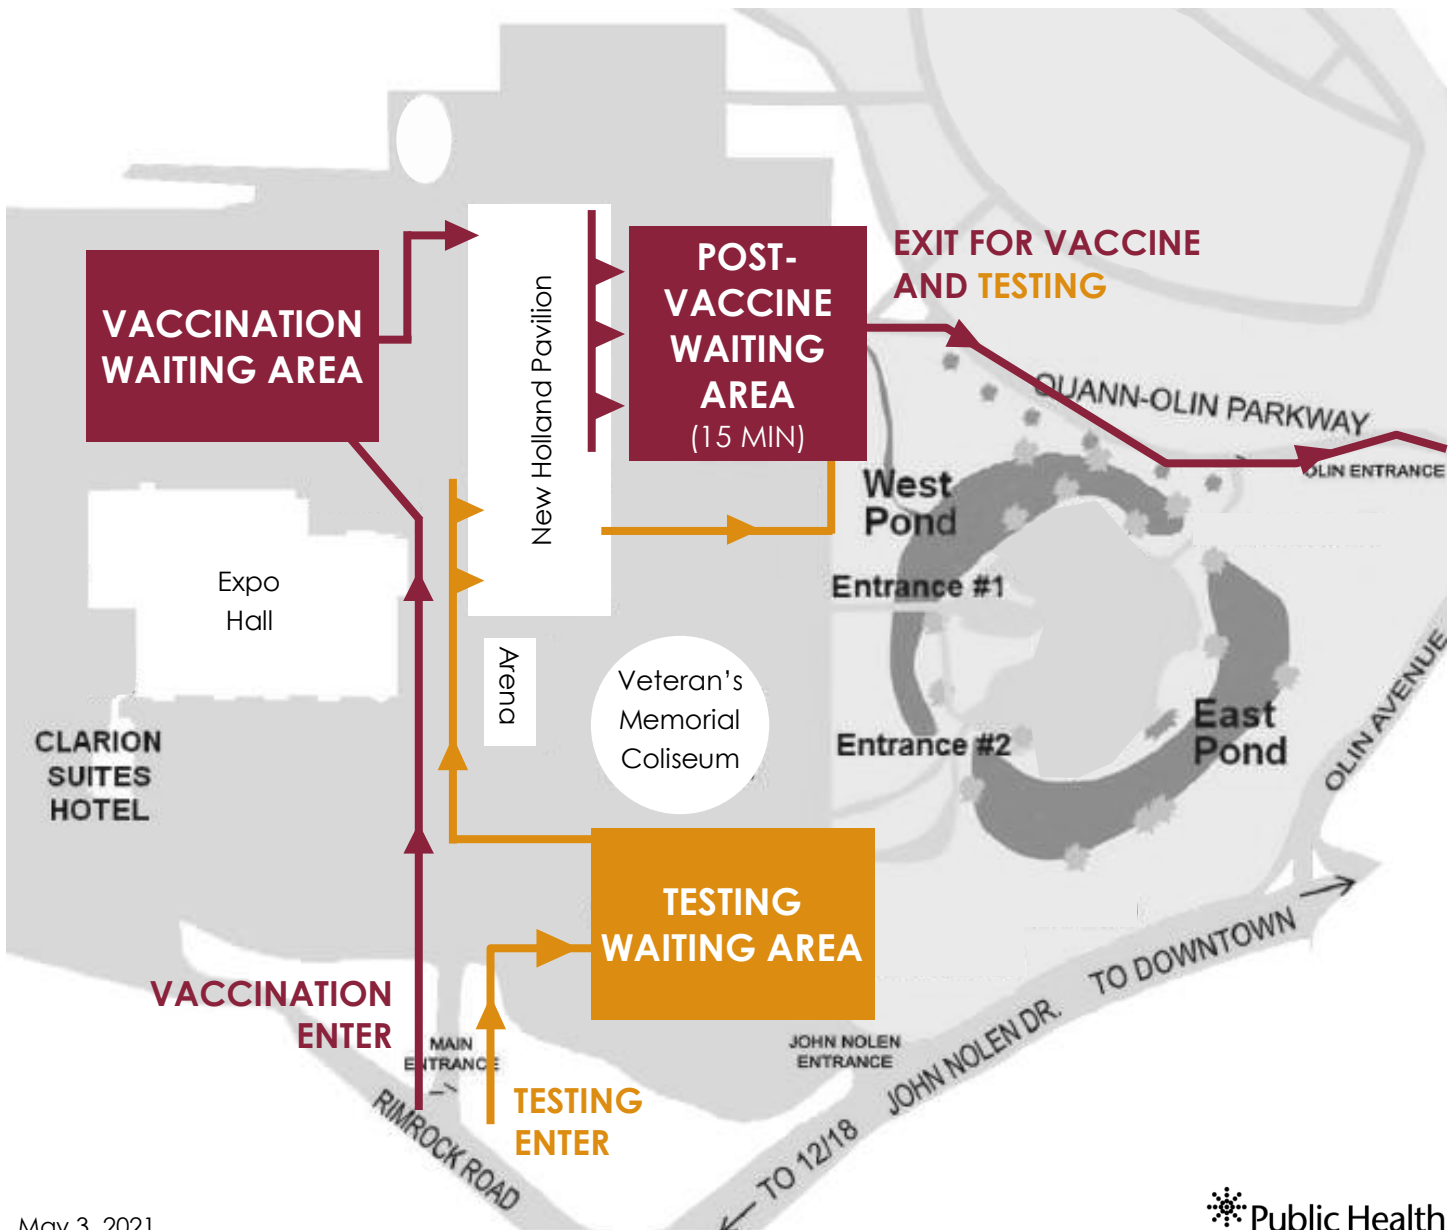 EXIT FOR VACCINE
AND TESTING
POST-
VACCINE
WAITING
AREA
(15 MIN)
VACCINATION
WAITING AREA
New Holland Pavilion
QUANN-OLIN PARKWAY
OLIN ENTRANCE
West
Pond
Entrance #1
Expo
Hall
Arena
Veteran's
Memorial
Coliseum
Entrance #2
East
Pond
OLIN AVENUE
CLARION
SUITES
HOTEL
TESTING
WAITING AREA
TO DOWNTOWN
VACCINATION
ENTER
MAIN
ENTRANCE
JOHN NOLEN
ENTRANCE
JOHN NOLEN DR.
TESTING
ENTER
RIMROCK ROAD
TO 12/18
May 3, 2021
Public Health